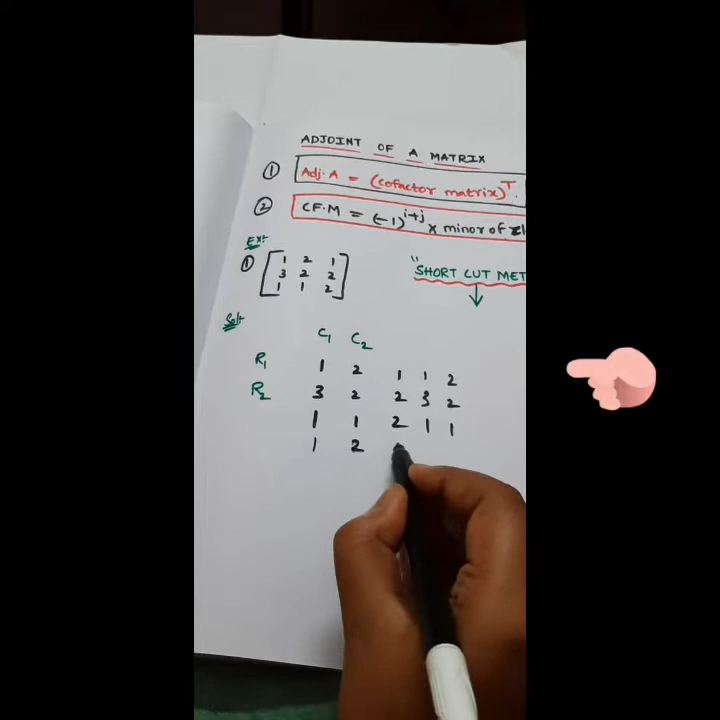 ADJOINT OF A MATRIX
① Adj.A = (cofactor matrix)ᵀ.
② CF.M = (-1)ⁱ⁺ʲ x minor of
Ex:-
① [ 1 2 1
3 2 2
1 1 2 ]
"SHORT CUT MET
Sol:-
C₁ C₂
R₁ 1 2 1 1 2
R₂ 3 2 2 3 2
1 1 2 1 1
1 2